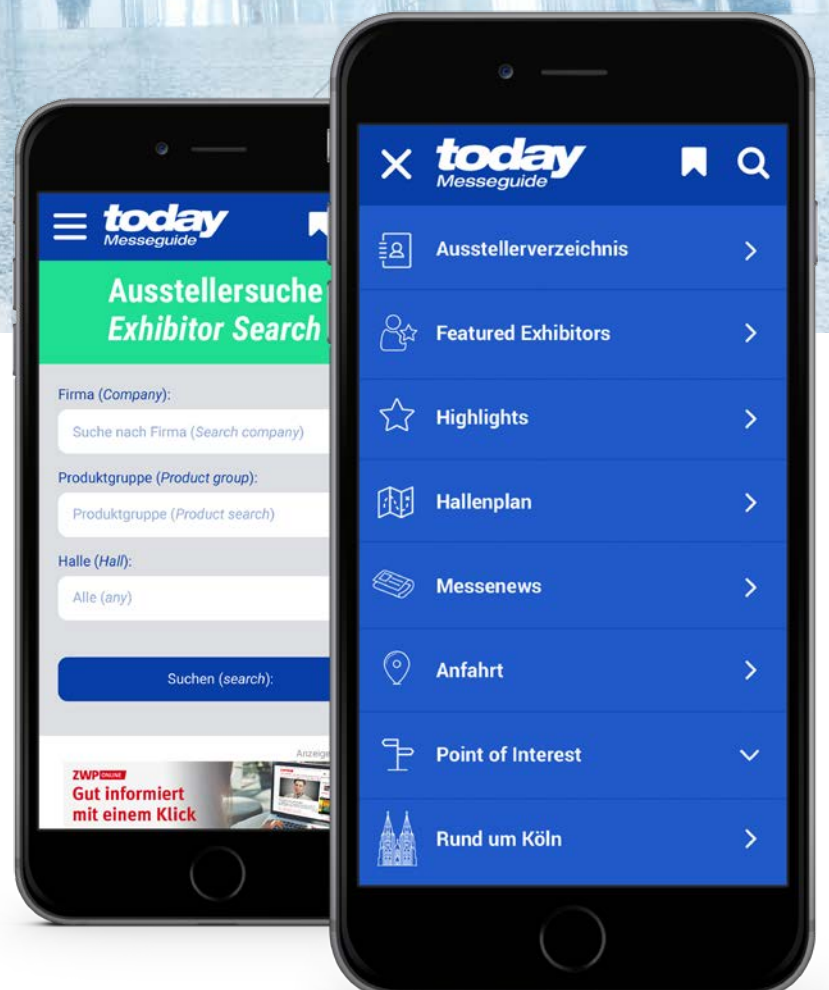 today
Messeguide
Ausstellersuche
Exhibitor Search
Firma (Company):
Suche nach Firma (Search company)
Produktgruppe (Product group):
Produktgruppe (Product search)
Halle (Hall):
Alle (any)
Suchen (search):
Anzeige
ZWP ONLINE
Gut informiert
mit einem Klick
today
Messeguide
Ausstellerverzeichnis
Featured Exhibitors
Highlights
Hallenplan
Messenews
Anfahrt
Point of Interest
Rund um Köln